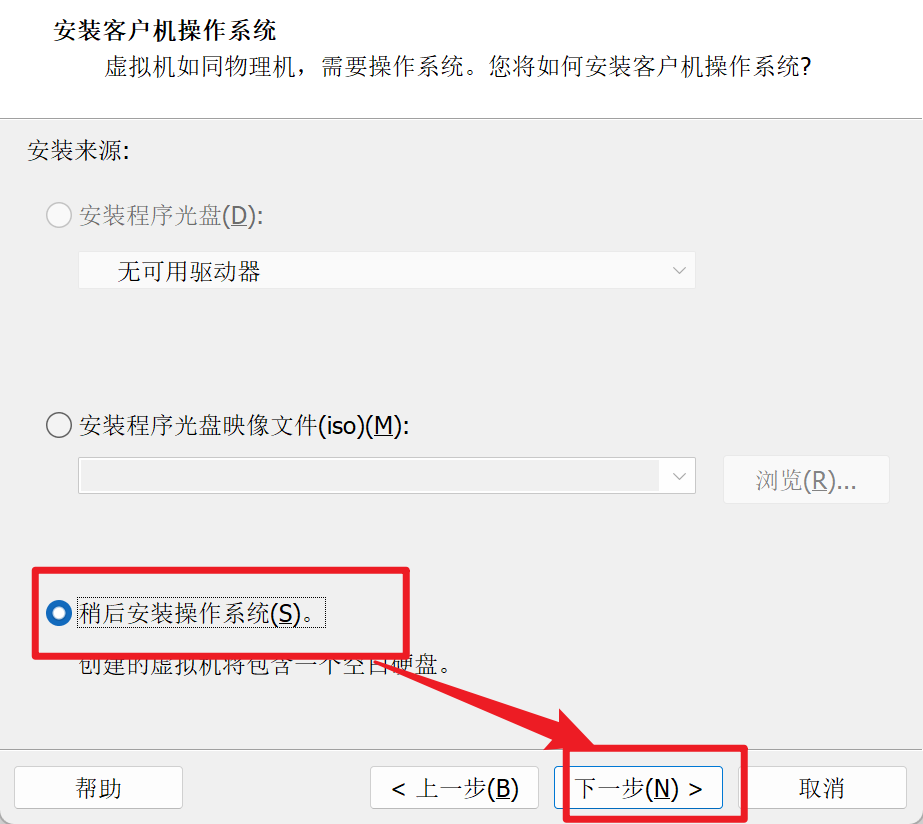 安装客户机操作系统
虚拟机如同物理机，需要操作系统。您将如何安装客户机操作系统?
安装来源:
安装程序光盘(D):
无可用驱动器
安装程序光盘映像文件(iso)(M):
浏览(R)...
稍后安装操作系统(S)。
创建的虚拟机将包含一个空白硬盘。
帮助
< 上一步(B)
下一步(N) >
取消